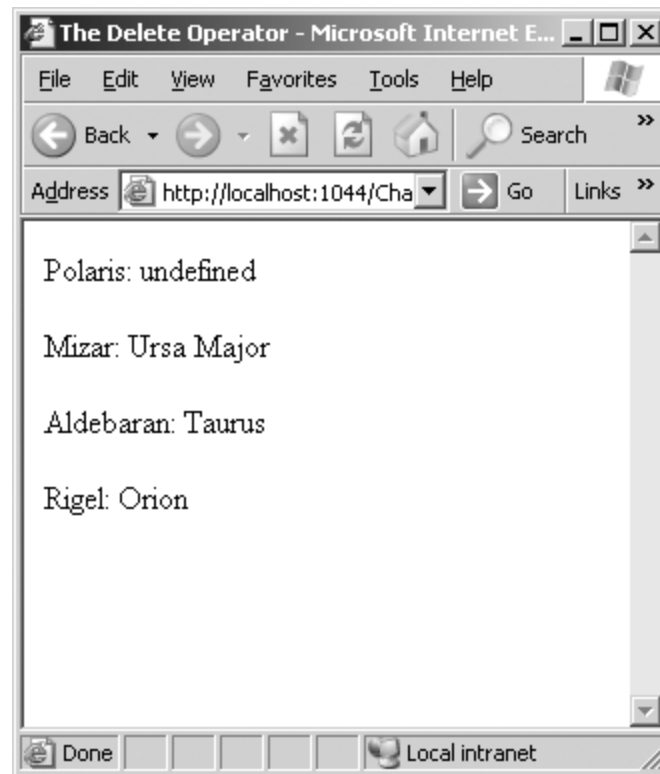 The Delete Operator - Microsoft Internet E...
File Edit View Favorites Tools Help
Back Search »
Address http://localhost:1044/Cha Go Links »
Polaris: undefined
Mizar: Ursa Major
Aldebaran: Taurus
Rigel: Orion
Done Local intranet